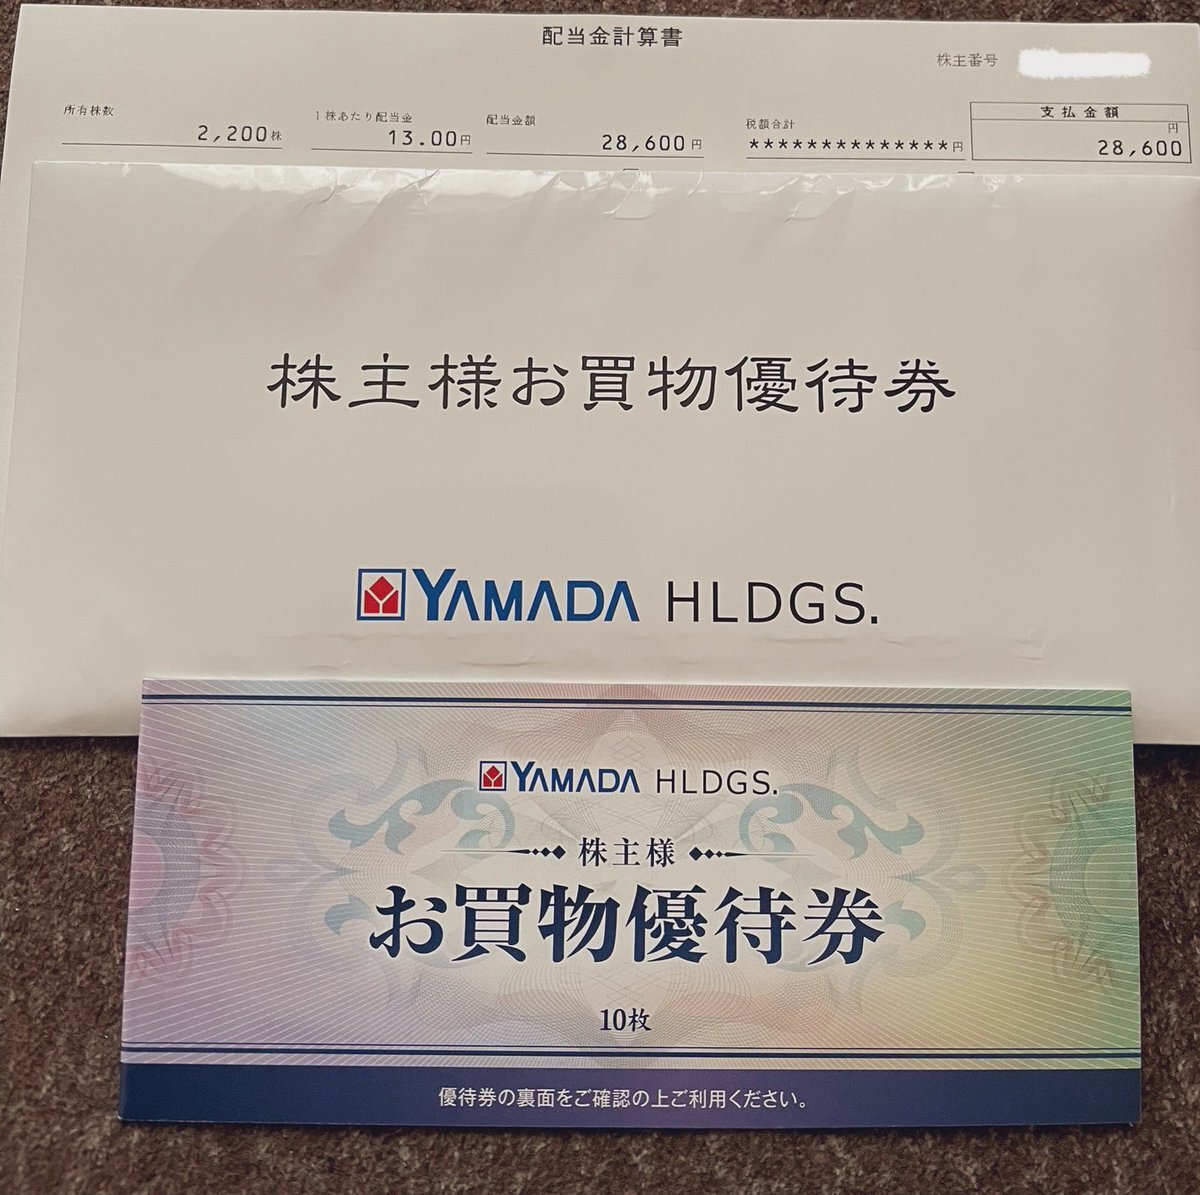 配当金計算書
株主番号
所有株数
2,200株
1株あたり配当金
13.00円
配当金額
28,600円
税額合計
**************円
支払金額
円
28,600
株主様お買物優待券
YAMADA HLDGS.
YAMADA HLDGS.
株主様
お買物優待券
10枚
優待券の裏面をご確認の上ご利用ください。